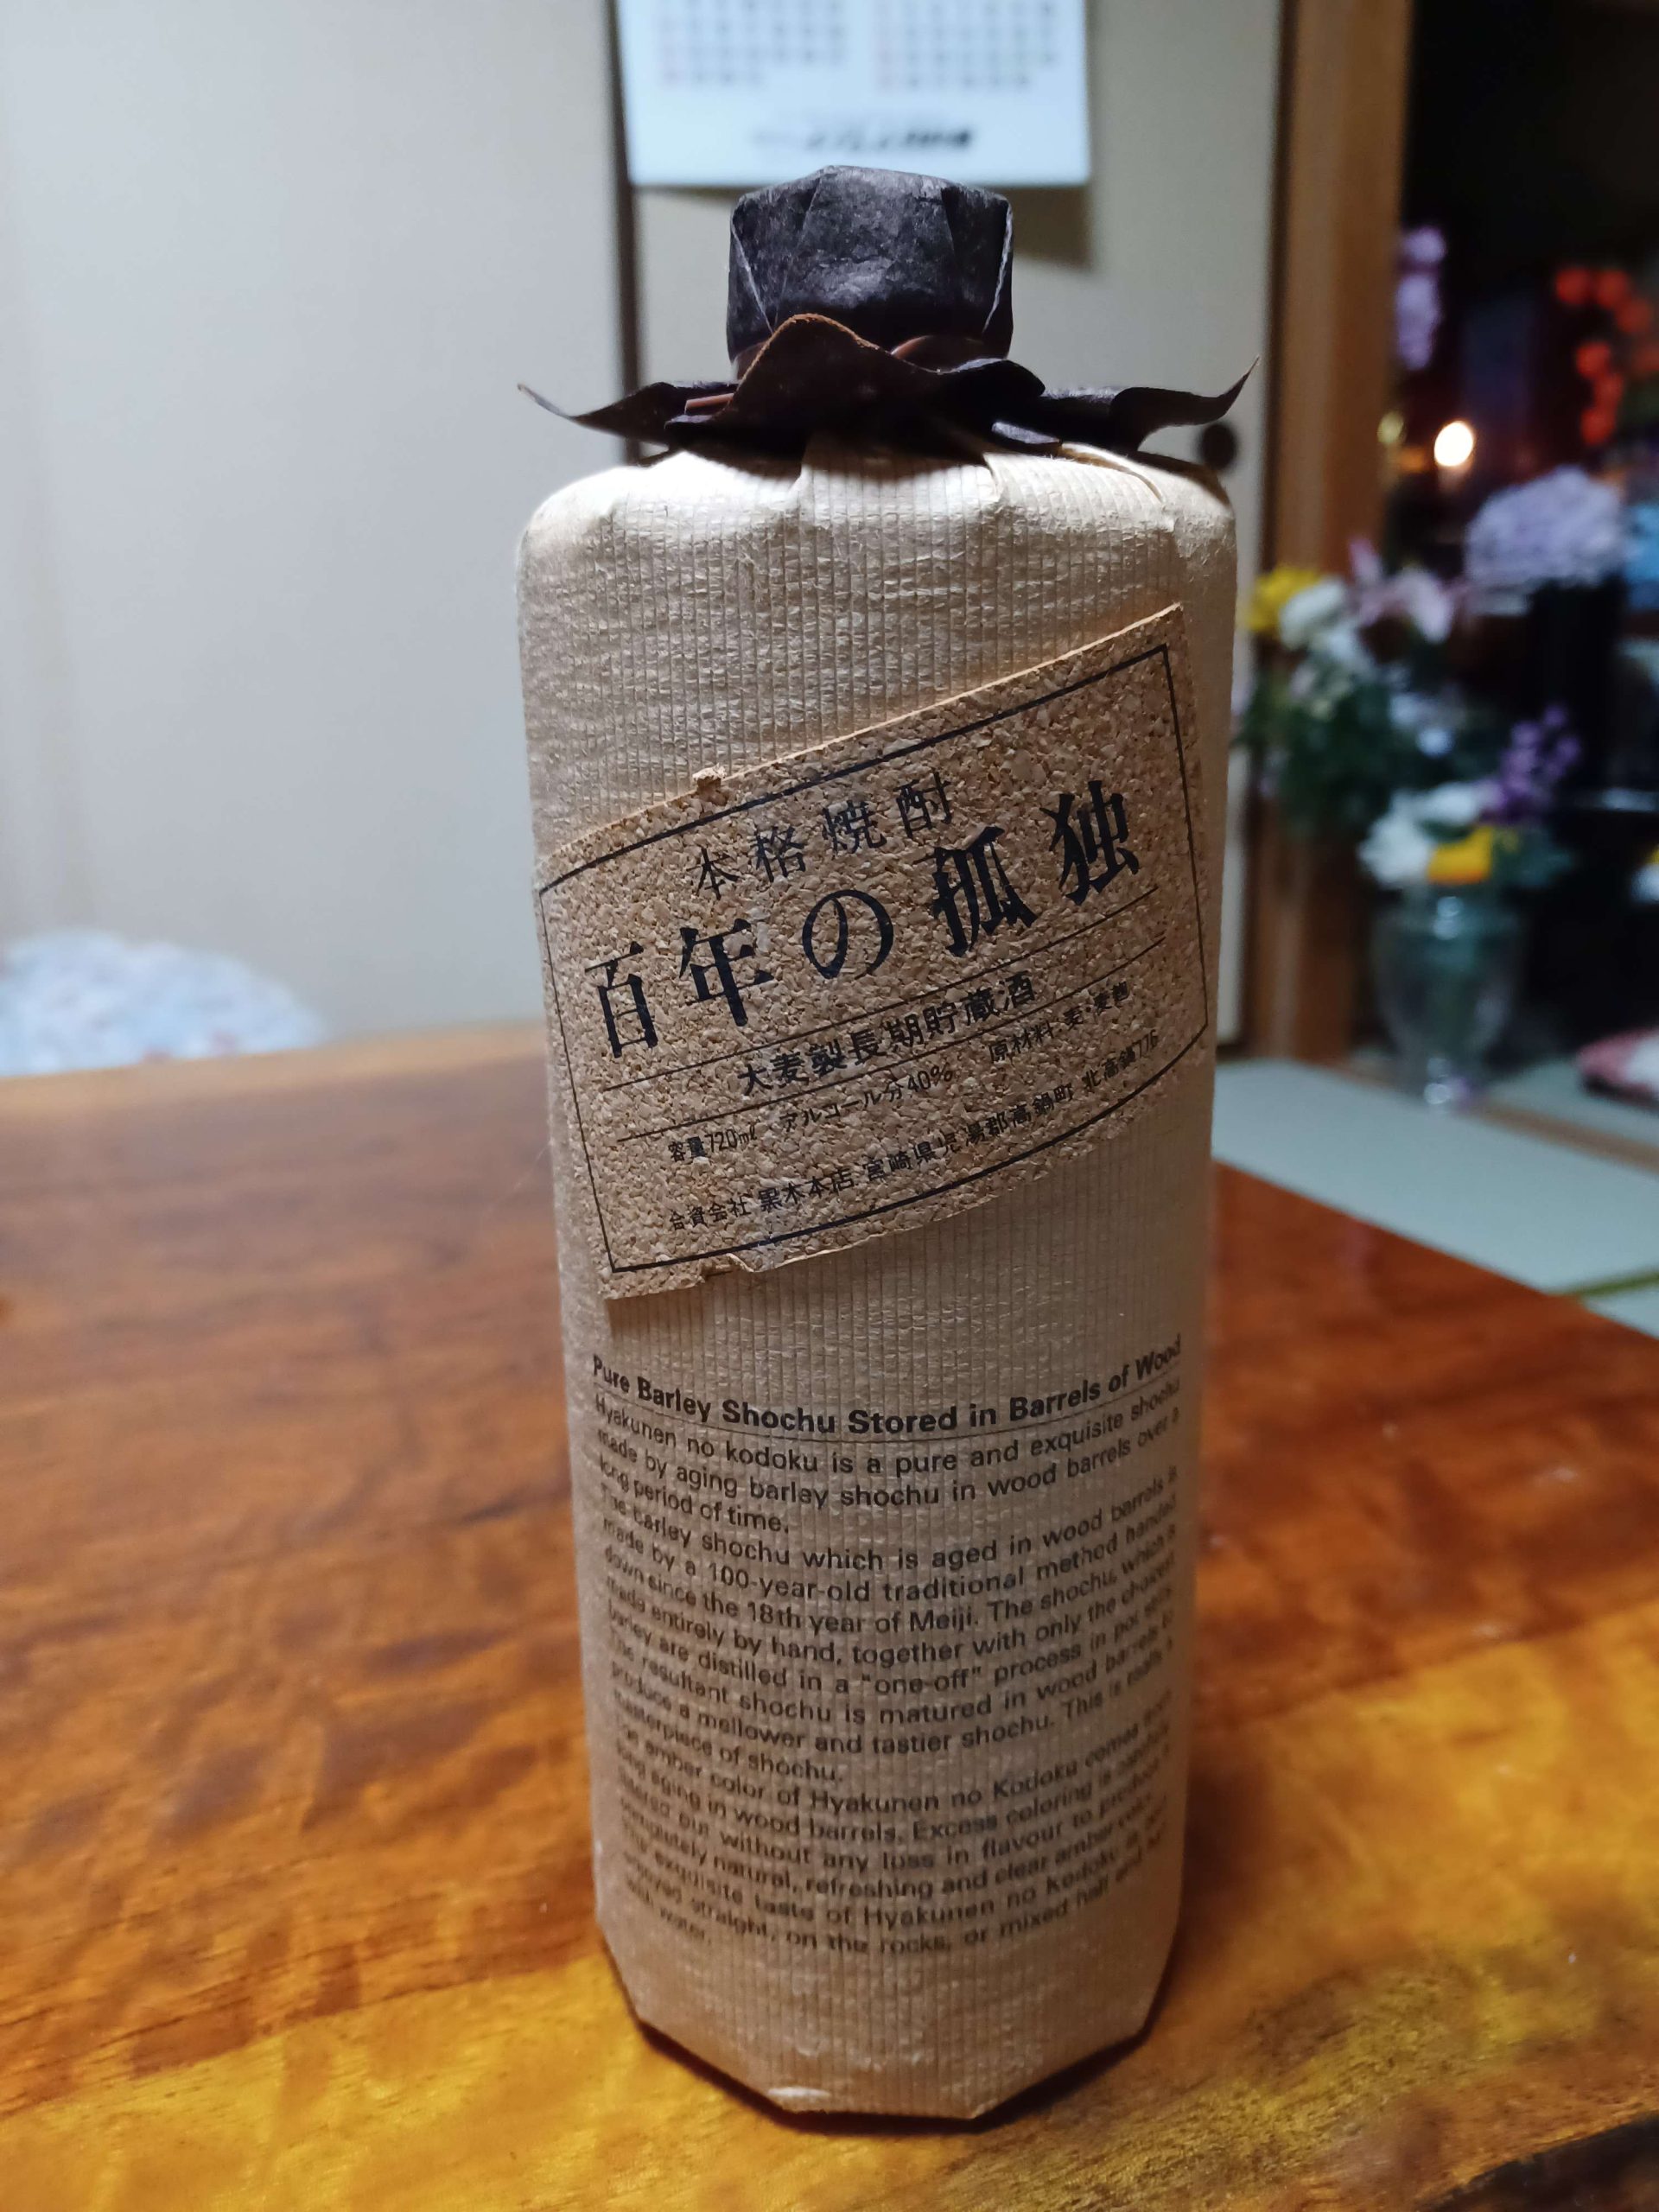 本格焼酎
百年の孤独
大麦製長期貯蔵酒
容量720mℓ アルコール分40% 原材料 麦・麦麹
合資会社 黒木本店 宮崎県児湯郡高鍋町 北高鍋776
Pure Barley Shochu Stored in Barrels of Wood
Hyakunen no kodoku is a pure and exquisite shochu
made by aging barley shochu in wood barrels over a
long period of time.
The barley shochu which is aged in wood barrels is
made by a 100-year-old traditional method handed
down since the 18th year of Meiji. The shochu, which is
made entirely by hand, together with only the choicest
barley are distilled in a "one-off" process in pot stills.
The resultant shochu is matured in wood barrels to
produce a mellower and tastier shochu. This is really a
masterpiece of shochu.
The amber color of Hyakunen no Kodoku comes from
long aging in wood barrels. Excess coloring is
filtered out without any loss in flavour to produce a
completely natural, refreshing and clear amber color.
The exquisite taste of Hyakunen no Kodoku is
enjoyed straight, on the rocks, or mixed half and half
with water.